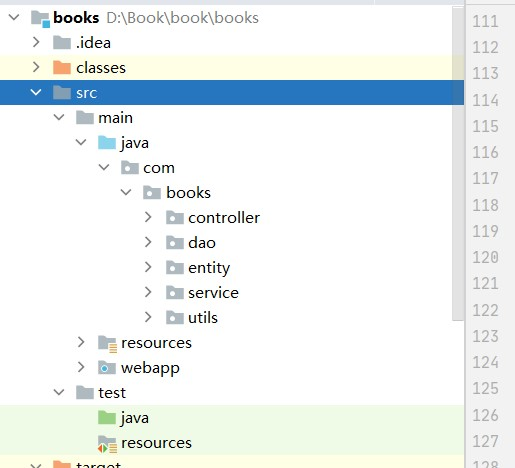 books D:\Book\book\books
.idea
classes
src
main
java
com
books
controller
dao
entity
service
utils
resources
webapp
test
java
resources
target
111
112
113
114
115
116
117
118
119
120
121
122
123
124
125
126
127
128